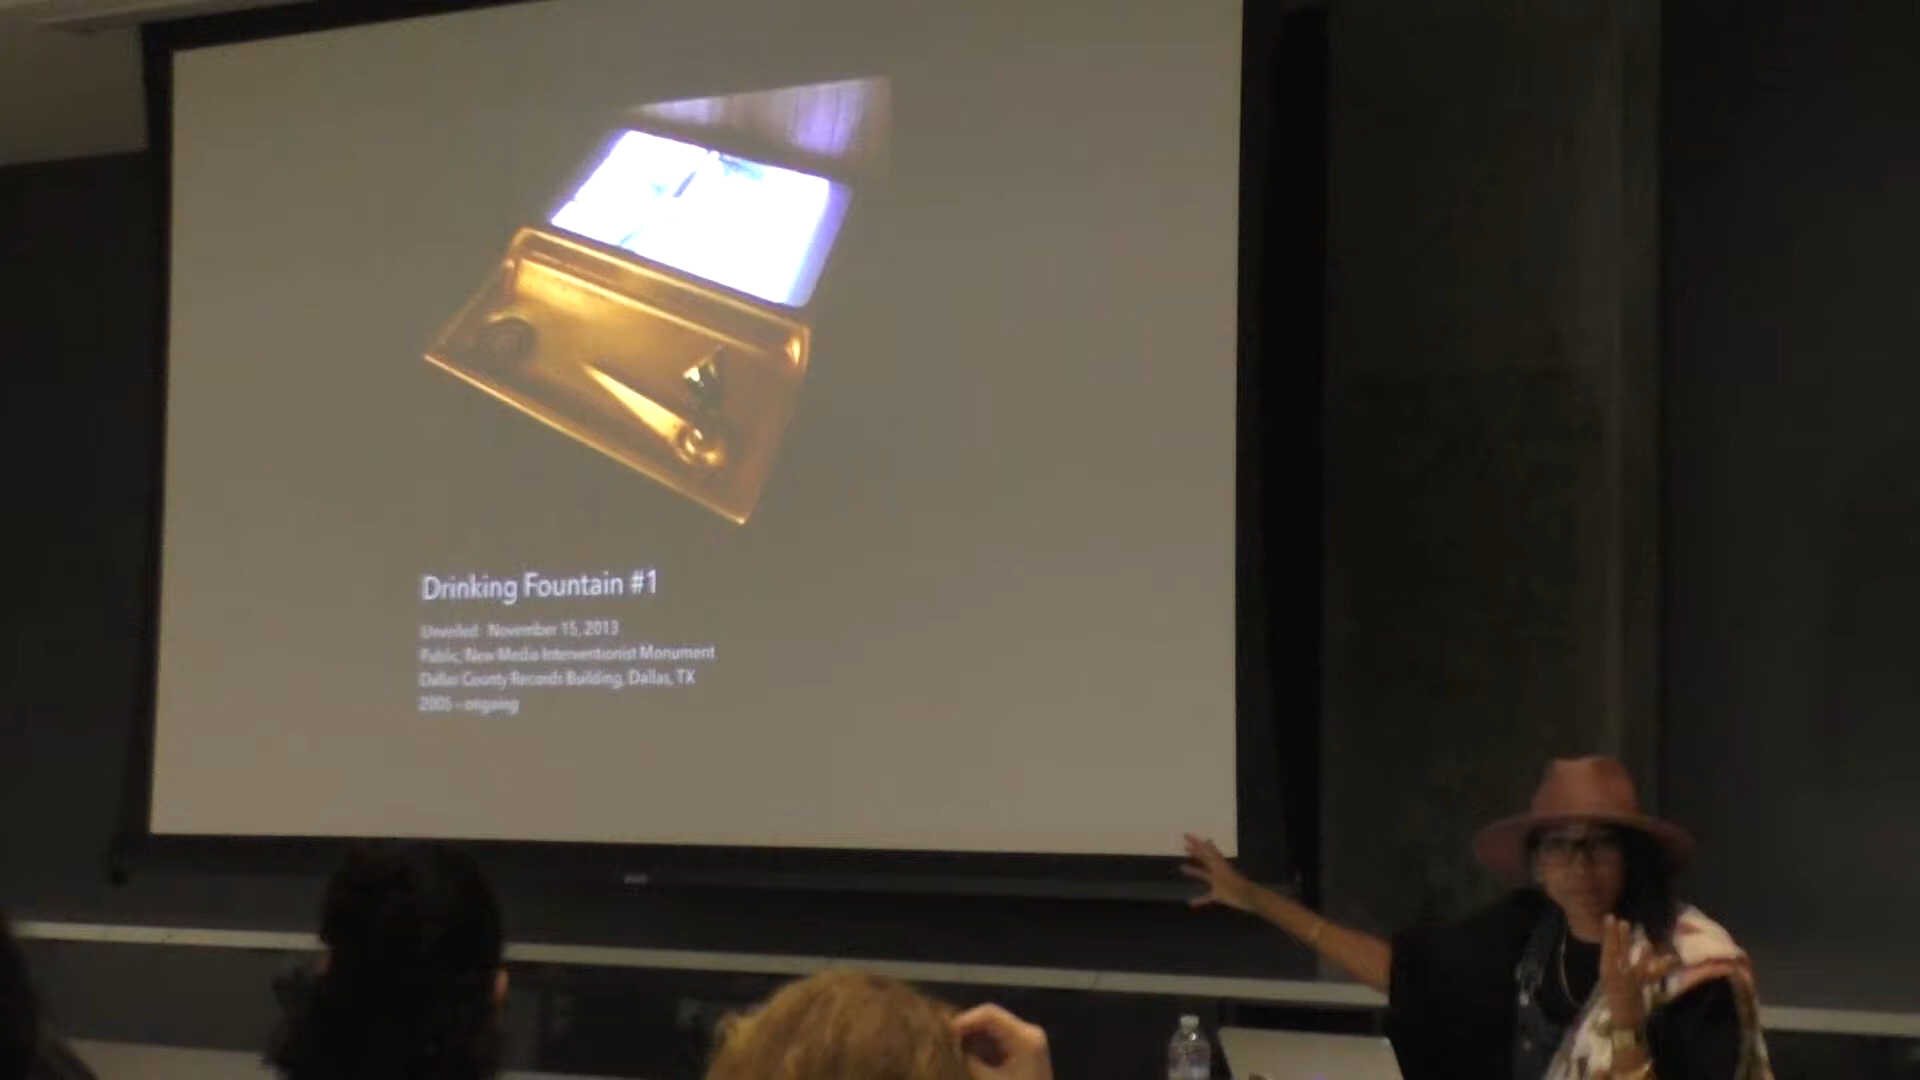 Drinking Fountain #1
Unveiled November 15, 2013
Public, New Media Interventionist Monument
Dallas County Records Building, Dallas, TX
2005 - ongoing